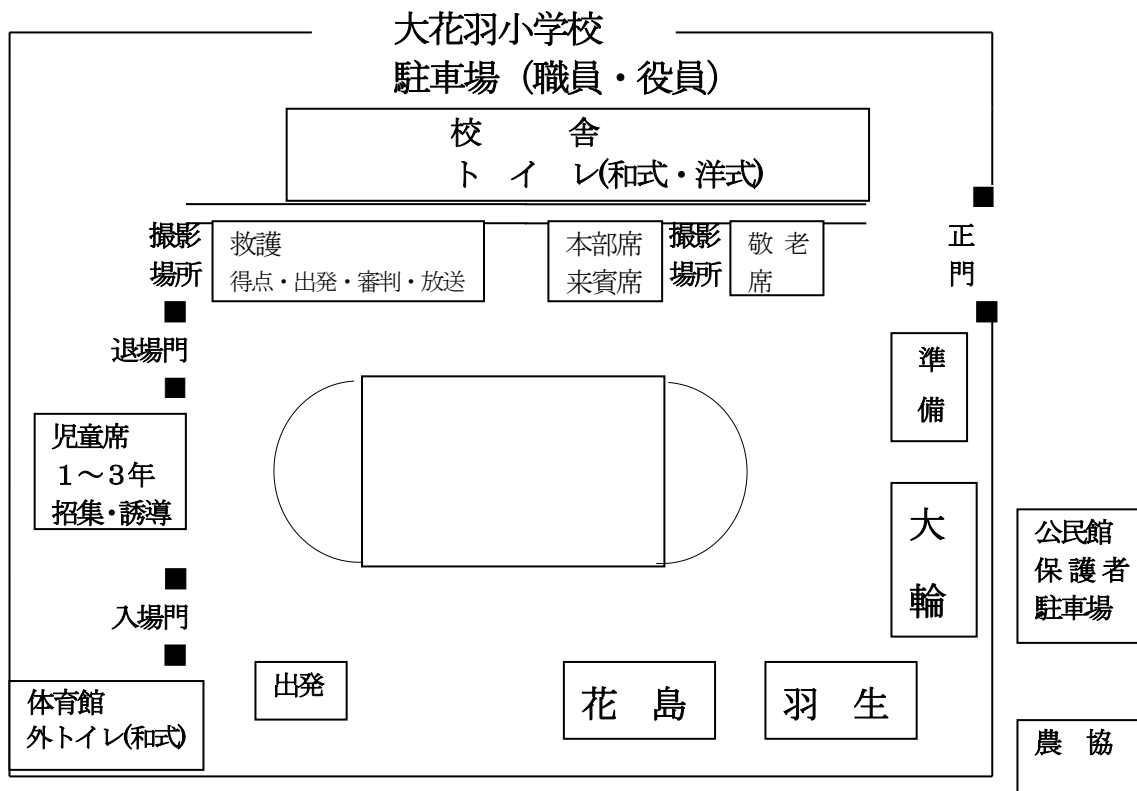 大花羽小学校
駐車場（職員・役員）
校　　舎
ト　イ　レ(和式・洋式)
撮影
場所
救護
得点・出発・審判・放送
本部席
来賓席
撮影
場所
敬 老
席
正
門
退場門
準
備
児童席
１～３年
招集・誘導
大
輪
公民館
保 護 者
駐車場
入場門
体育館
外トイレ(和式)
出発
花　島
羽　生
農　協